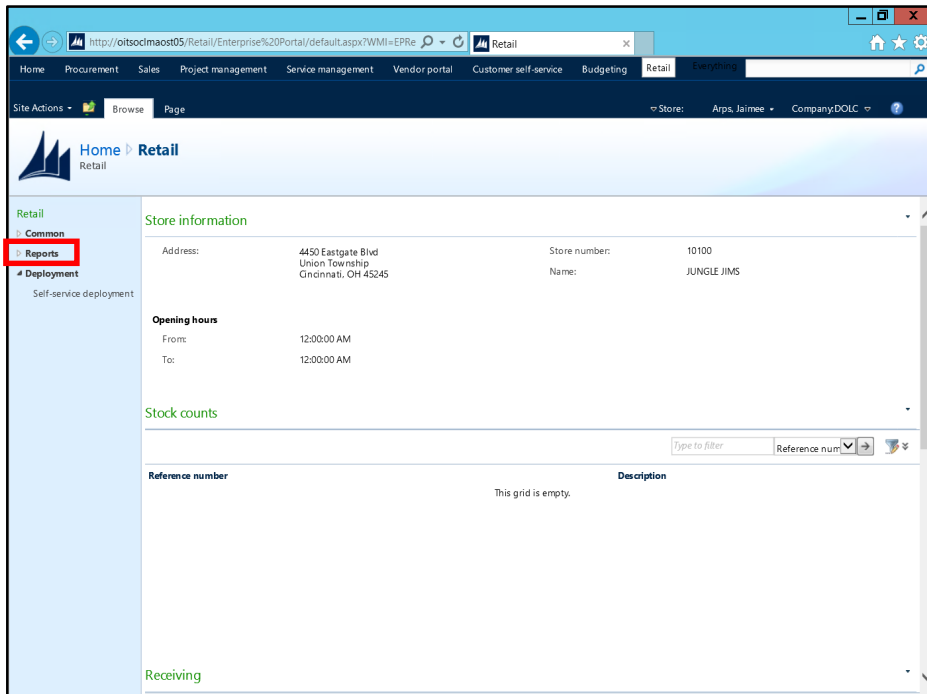 http://oitsoclmaost05/Retail/Enterprise%20Portal/default.aspx?WMI=EPRe
Retail
Home Procurement Sales Project management Service management Vendor portal Customer self-service Budgeting Retail Everything
Site Actions Browse Page Store: Arps, Jaimee Company:DOLC
Home Retail
Retail
Retail
Common
Reports
Deployment
Self-service deployment
Store information
Address: 4450 Eastgate Blvd Store number: 10100
Union Township
Cincinnati, OH 45245 Name: JUNGLE JIMS
Opening hours
From: 12:00:00 AM
To: 12:00:00 AM
Stock counts
Type to filter Reference num
Reference number Description
This grid is empty.
Receiving